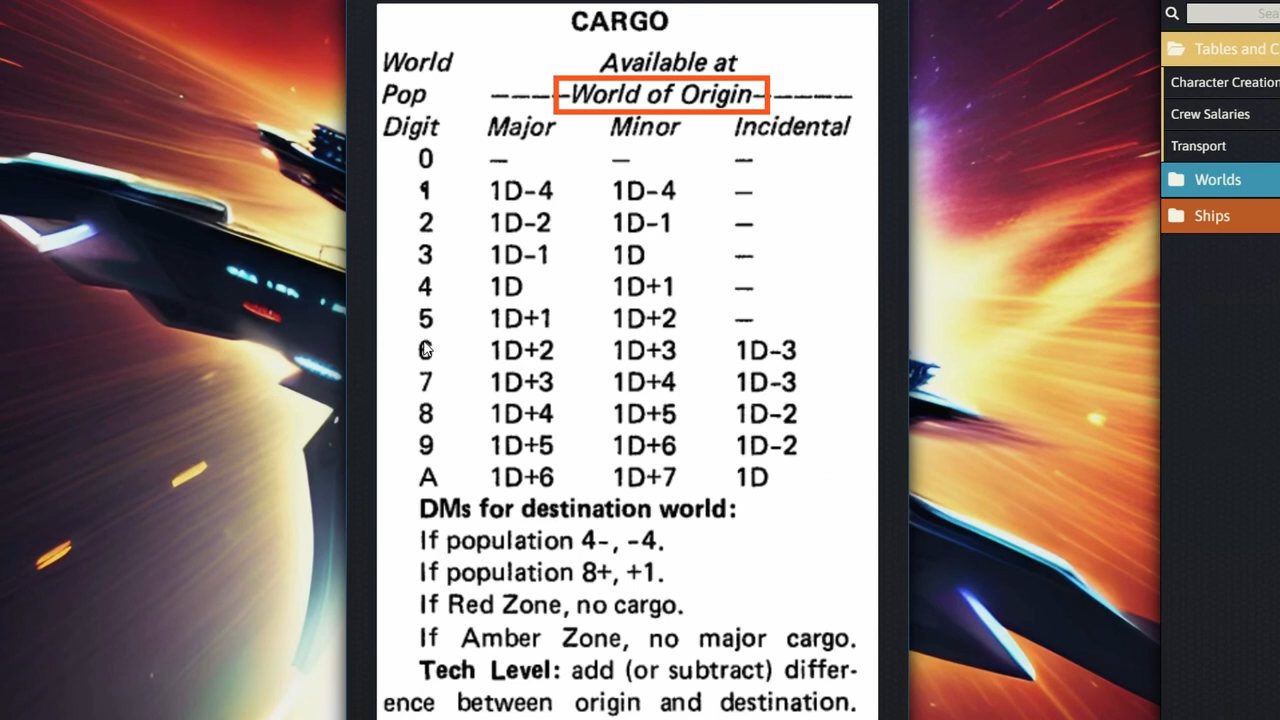 CARGO
World Available at
Pop ————World of Origin————
Digit Major Minor Incidental
0 — — —
1 1D–4 1D–4 —
2 1D–2 1D–1 —
3 1D–1 1D —
4 1D 1D+1 —
5 1D+1 1D+2 —
6 1D+2 1D+3 1D–3
7 1D+3 1D+4 1D–3
8 1D+4 1D+5 1D–2
9 1D+5 1D+6 1D–2
A 1D+6 1D+7 1D
DMs for destination world:
If population 4–, –4.
If population 8+, +1.
If Red Zone, no cargo.
If Amber Zone, no major cargo.
Tech Level: add (or subtract) differ-
ence between origin and destination.
Sea
Tables and C
Character Creation
Crew Salaries
Transport
Worlds
Ships